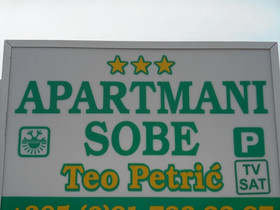 APARTMANI
SOBE
P
Teo Petrić
TV
SAT